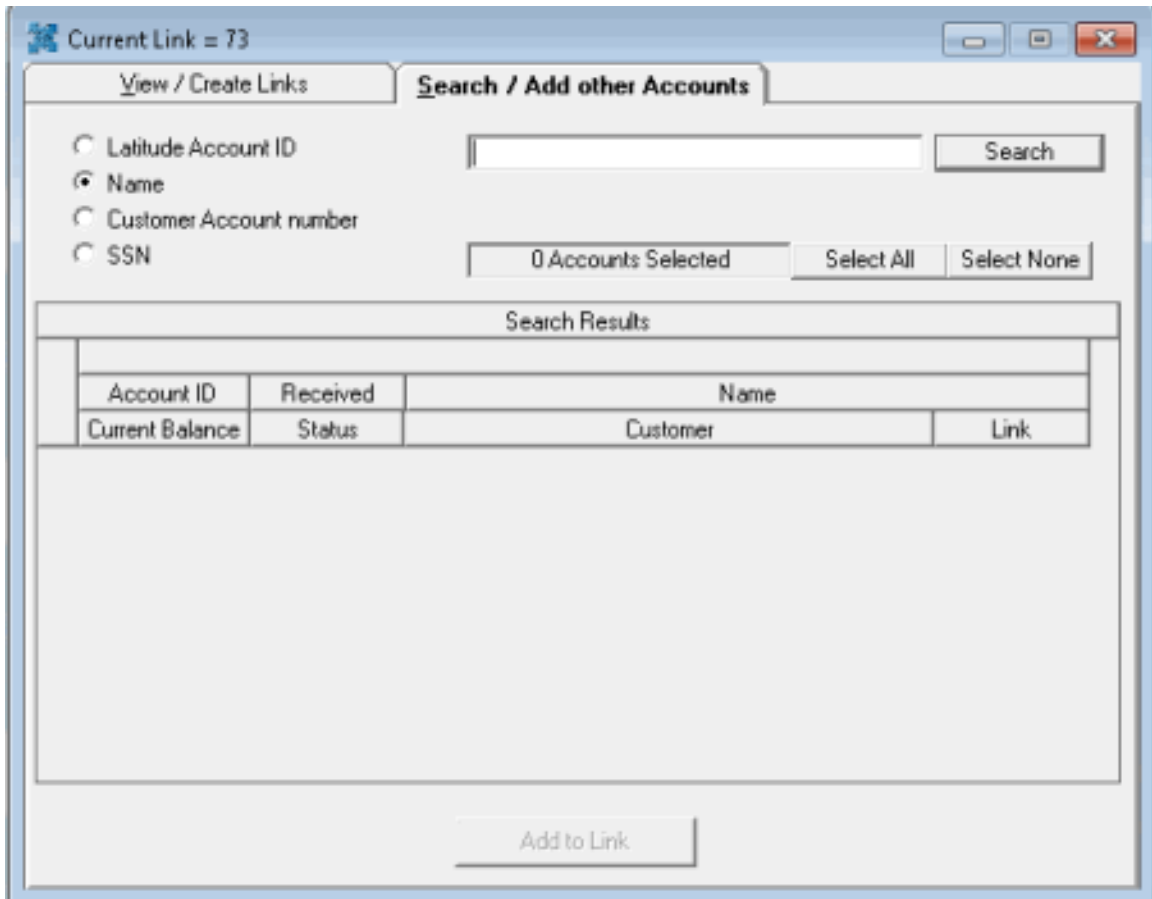 Current Link = 73
View / Create Links
Search / Add other Accounts
Latitude Account ID
Search
Name
Customer Account number
SSN
0 Accounts Selected
Select All
Select None
Search Results
Account ID
Received
Name
Current Balance
Status
Customer
Link
Add to Link